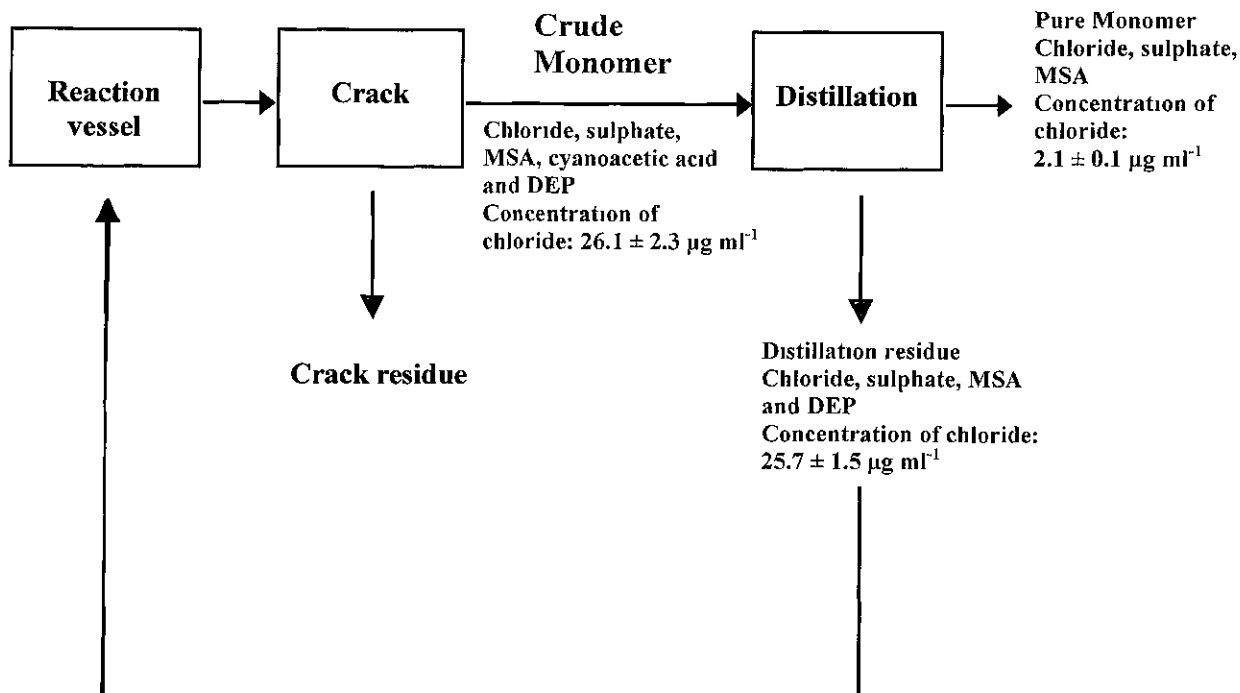 Reaction
vessel
Crack
Crude
Monomer
Chloride, sulphate,
MSA, cyanoacetic acid
and DEP
Concentration of
chloride: 26.1 ± 2.3 µg ml⁻¹
Distillation
Pure Monomer
Chloride, sulphate,
MSA
Concentration of
chloride:
2.1 ± 0.1 µg ml⁻¹
Crack residue
Distillation residue
Chloride, sulphate, MSA
and DEP
Concentration of chloride:
25.7 ± 1.5 µg ml⁻¹